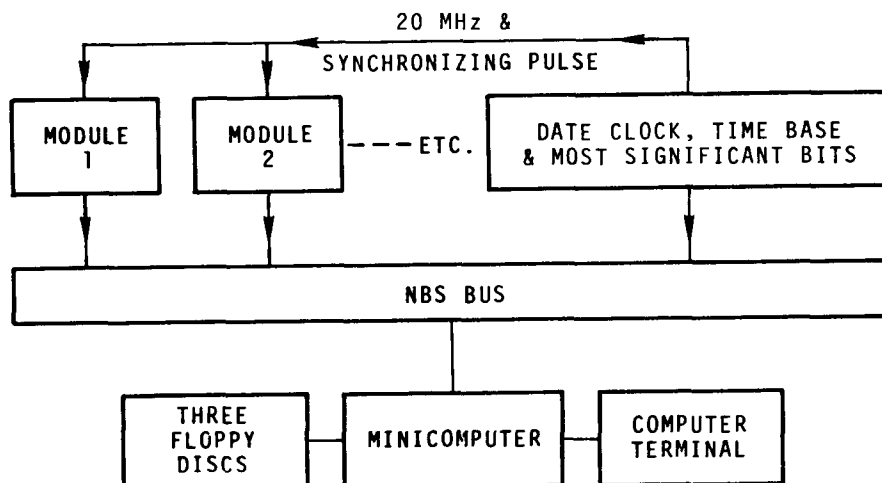 20 MHz &
SYNCHRONIZING PULSE
MODULE
1
MODULE
2
--- ETC.
DATE CLOCK, TIME BASE
& MOST SIGNIFICANT BITS
NBS BUS
THREE
FLOPPY
DISCS
MINICOMPUTER
COMPUTER
TERMINAL